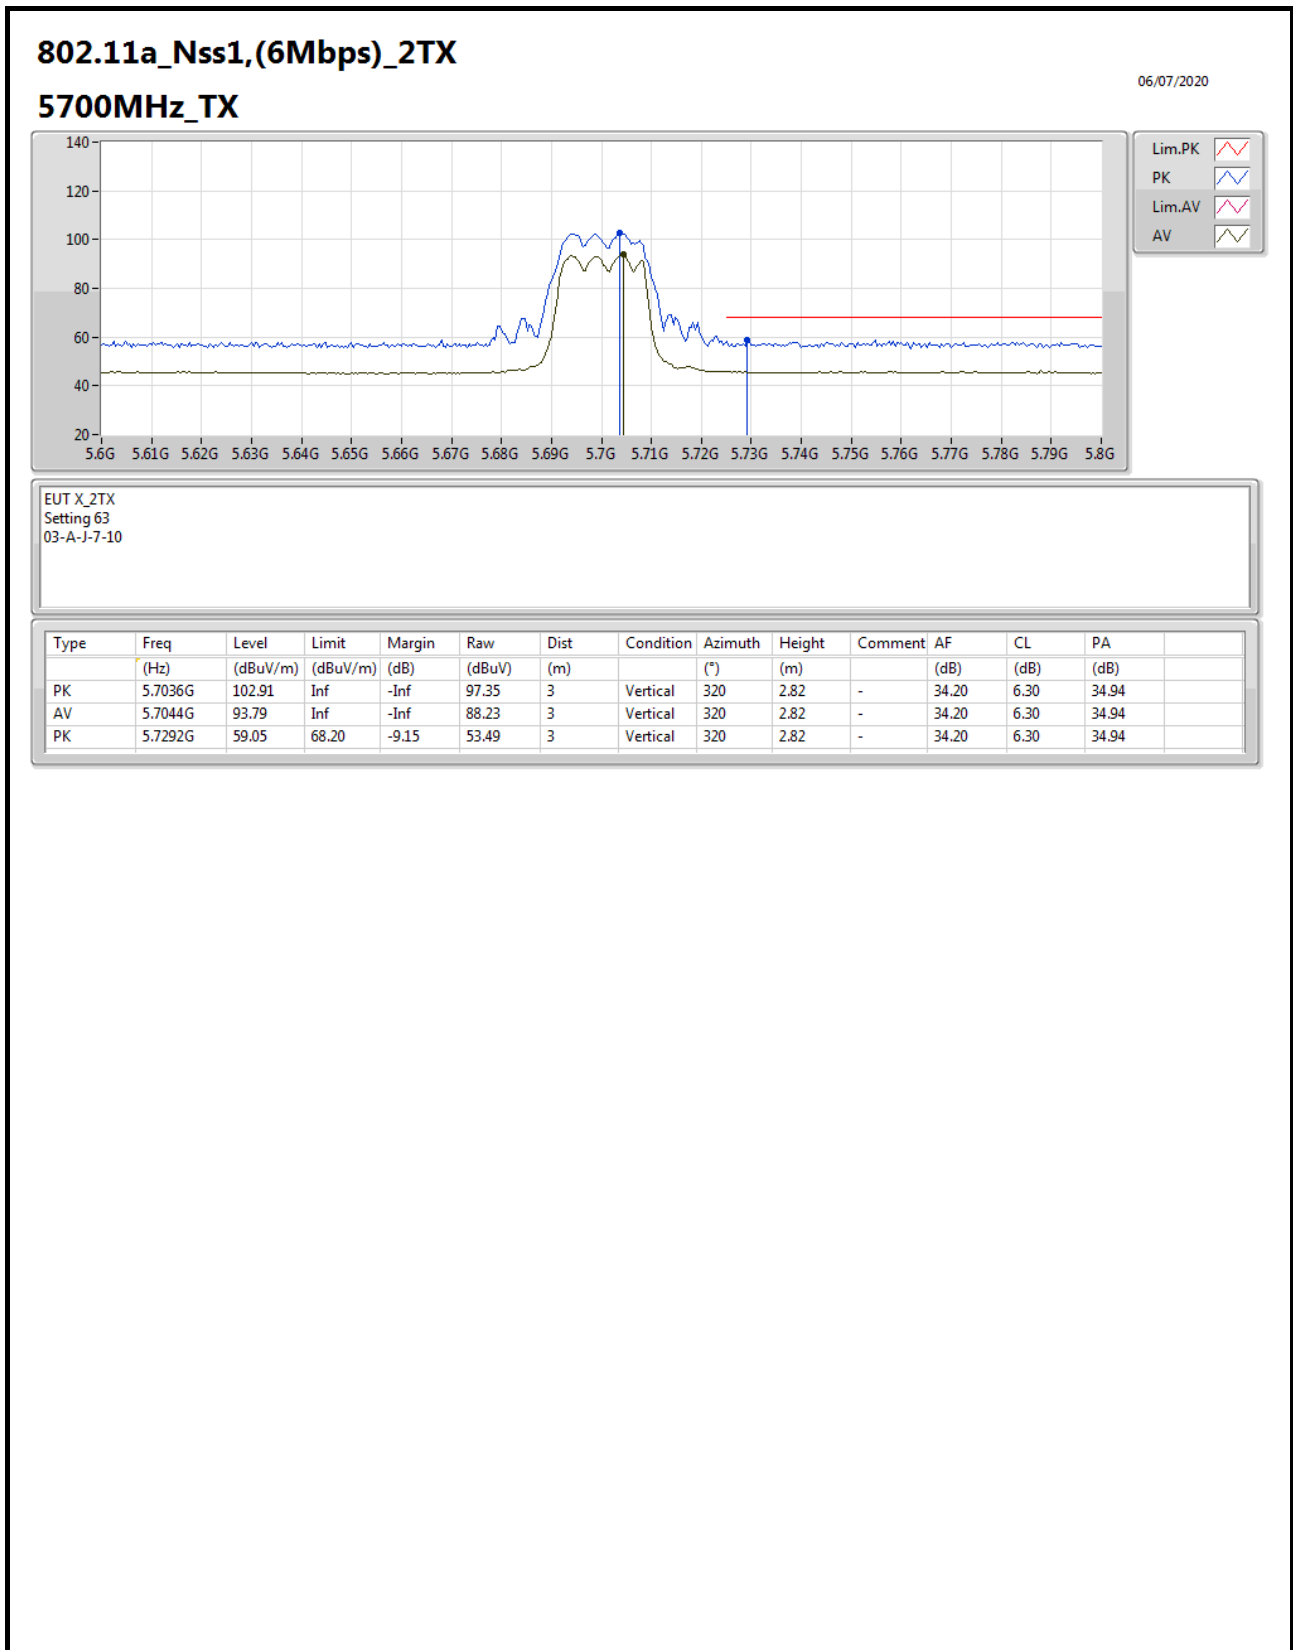 802.11a_Nss1,(6Mbps)_2TX
06/07/2020
5700MHz_TX
140
120
100
80
60
40
20
5.6G 5.61G 5.62G 5.63G 5.64G 5.65G 5.66G 5.67G 5.68G 5.69G 5.7G 5.71G 5.72G 5.73G 5.74G 5.75G 5.76G 5.77G 5.78G 5.79G 5.8G
Lim.PK
PK
Lim.AV
AV
EUT X_2TX
Setting 63
03-A-J-7-10
Type Freq Level Limit Margin Raw Dist Condition Azimuth Height Comment AF CL PA
(Hz) (dBuV/m) (dBuV/m) (dB) (dBuV) (m) (°) (m) (dB) (dB) (dB)
PK 5.7036G 102.91 Inf -Inf 97.35 3 Vertical 320 2.82 - 34.20 6.30 34.94
AV 5.7044G 93.79 Inf -Inf 88.23 3 Vertical 320 2.82 - 34.20 6.30 34.94
PK 5.7292G 59.05 68.20 -9.15 53.49 3 Vertical 320 2.82 - 34.20 6.30 34.94